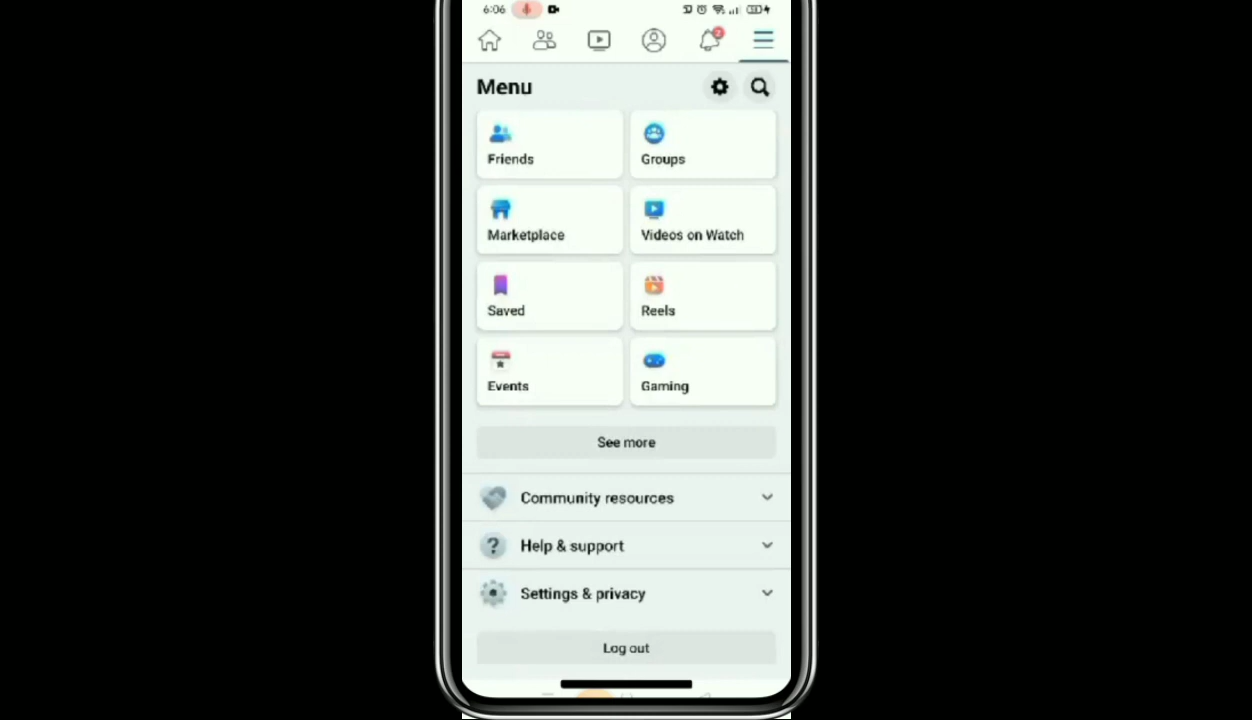 6:06
2
Menu
Friends
Groups
Marketplace
Videos on Watch
Saved
Reels
Events
Gaming
See more
Community resources
Help & support
Settings & privacy
Log out